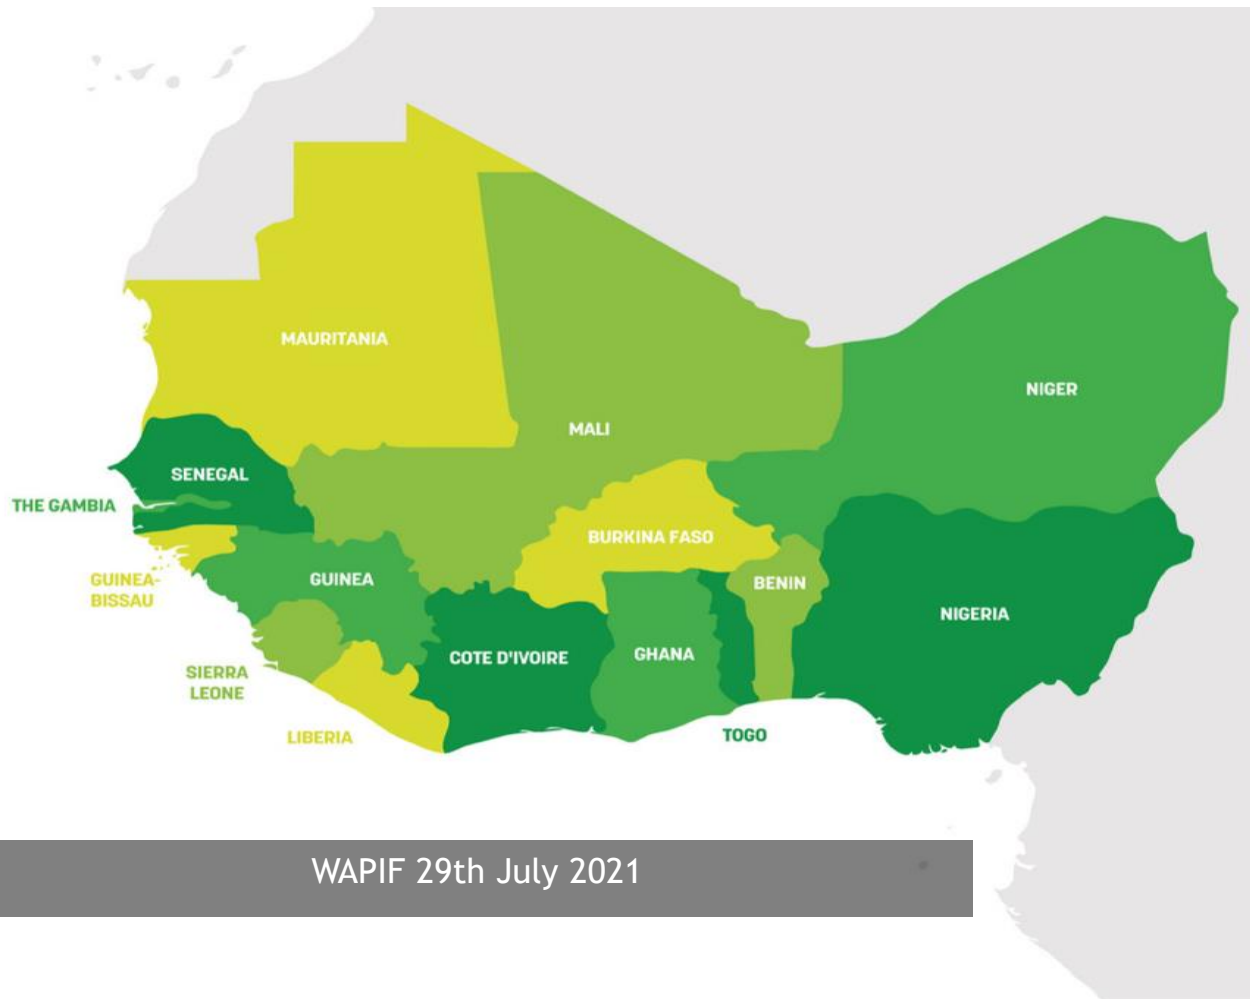 MAURITANIA
NIGER
MALI
SENEGAL
THE GAMBIA
BURKINA FASO
GUINEA-
BISSAU
GUINEA
BENIN
NIGERIA
COTE D'IVOIRE
GHANA
SIERRA
LEONE
LIBERIA
TOGO
WAPIF 29th July 2021